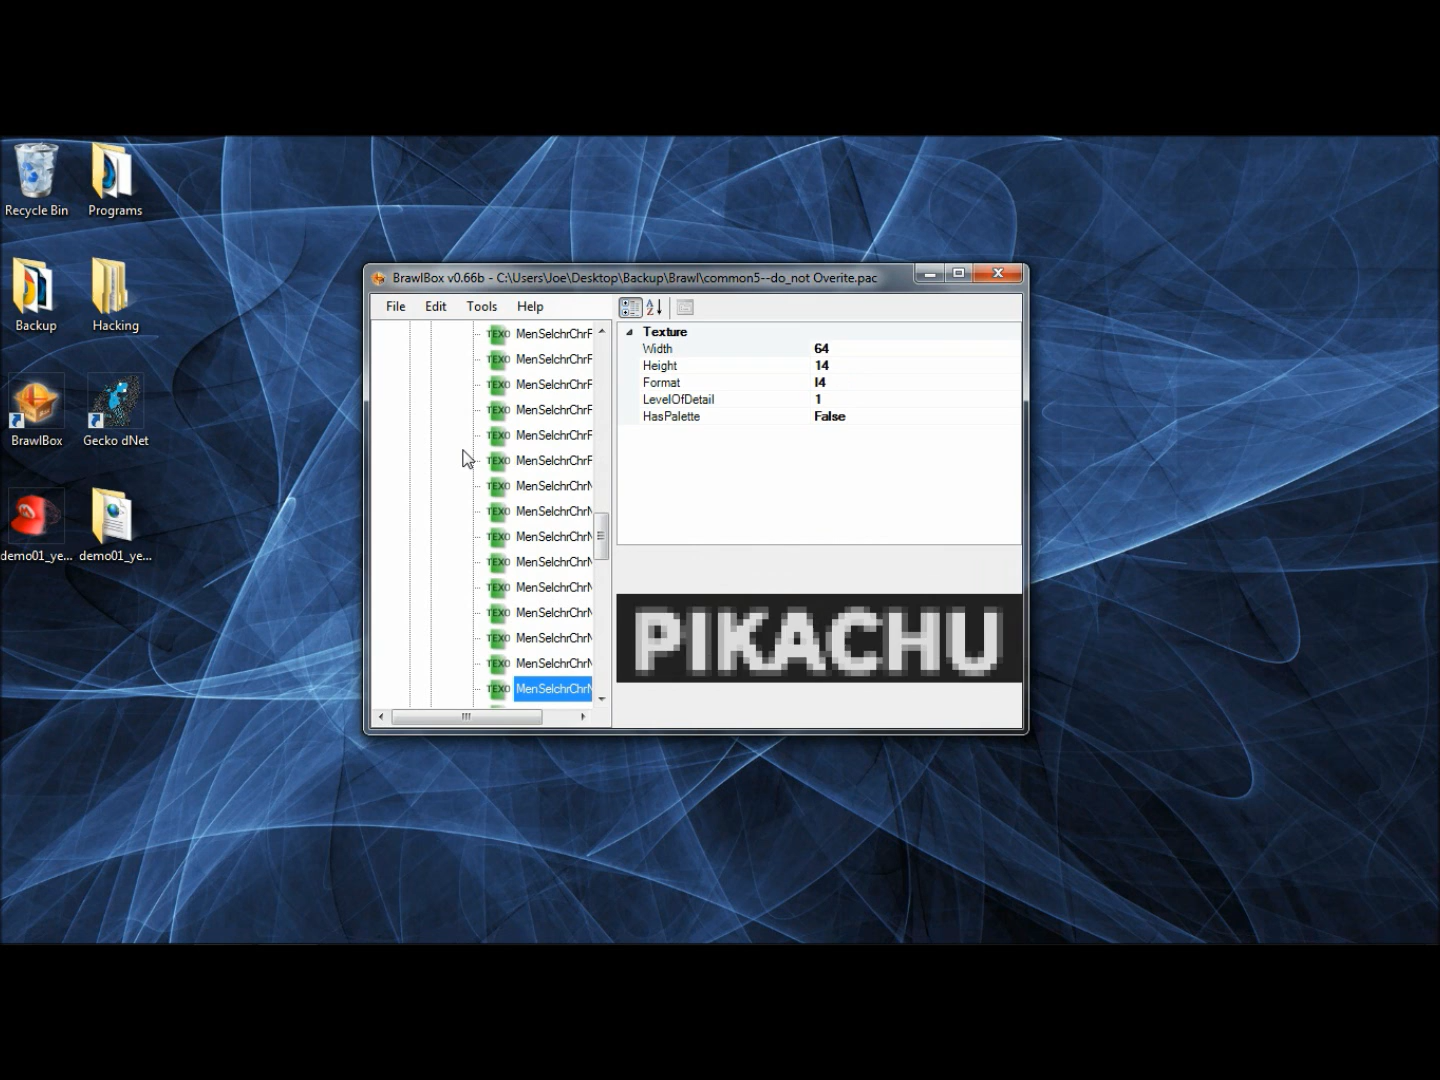 Recycle Bin
Programs
Backup
Hacking
BrawlBox
Gecko dNet
demo01_ye...
demo01_ye...
BrawlBox v0.66b - C:\Users\Joe\Desktop\Backup\Brawl\common5--do_not Overite.pac
File Edit Tools Help
TEX0 MenSelchrChrF
TEX0 MenSelchrChrF
TEX0 MenSelchrChrF
TEX0 MenSelchrChrF
TEX0 MenSelchrChrF
TEX0 MenSelchrChrF
TEX0 MenSelchrChrN
TEX0 MenSelchrChrN
TEX0 MenSelchrChrN
TEX0 MenSelchrChrN
TEX0 MenSelchrChrN
TEX0 MenSelchrChrN
TEX0 MenSelchrChrN
TEX0 MenSelchrChrN
TEX0 MenSelchrChrN
A Z
Texture
Width 64
Height 14
Format I4
LevelOfDetail 1
HasPalette False
PIKACHU